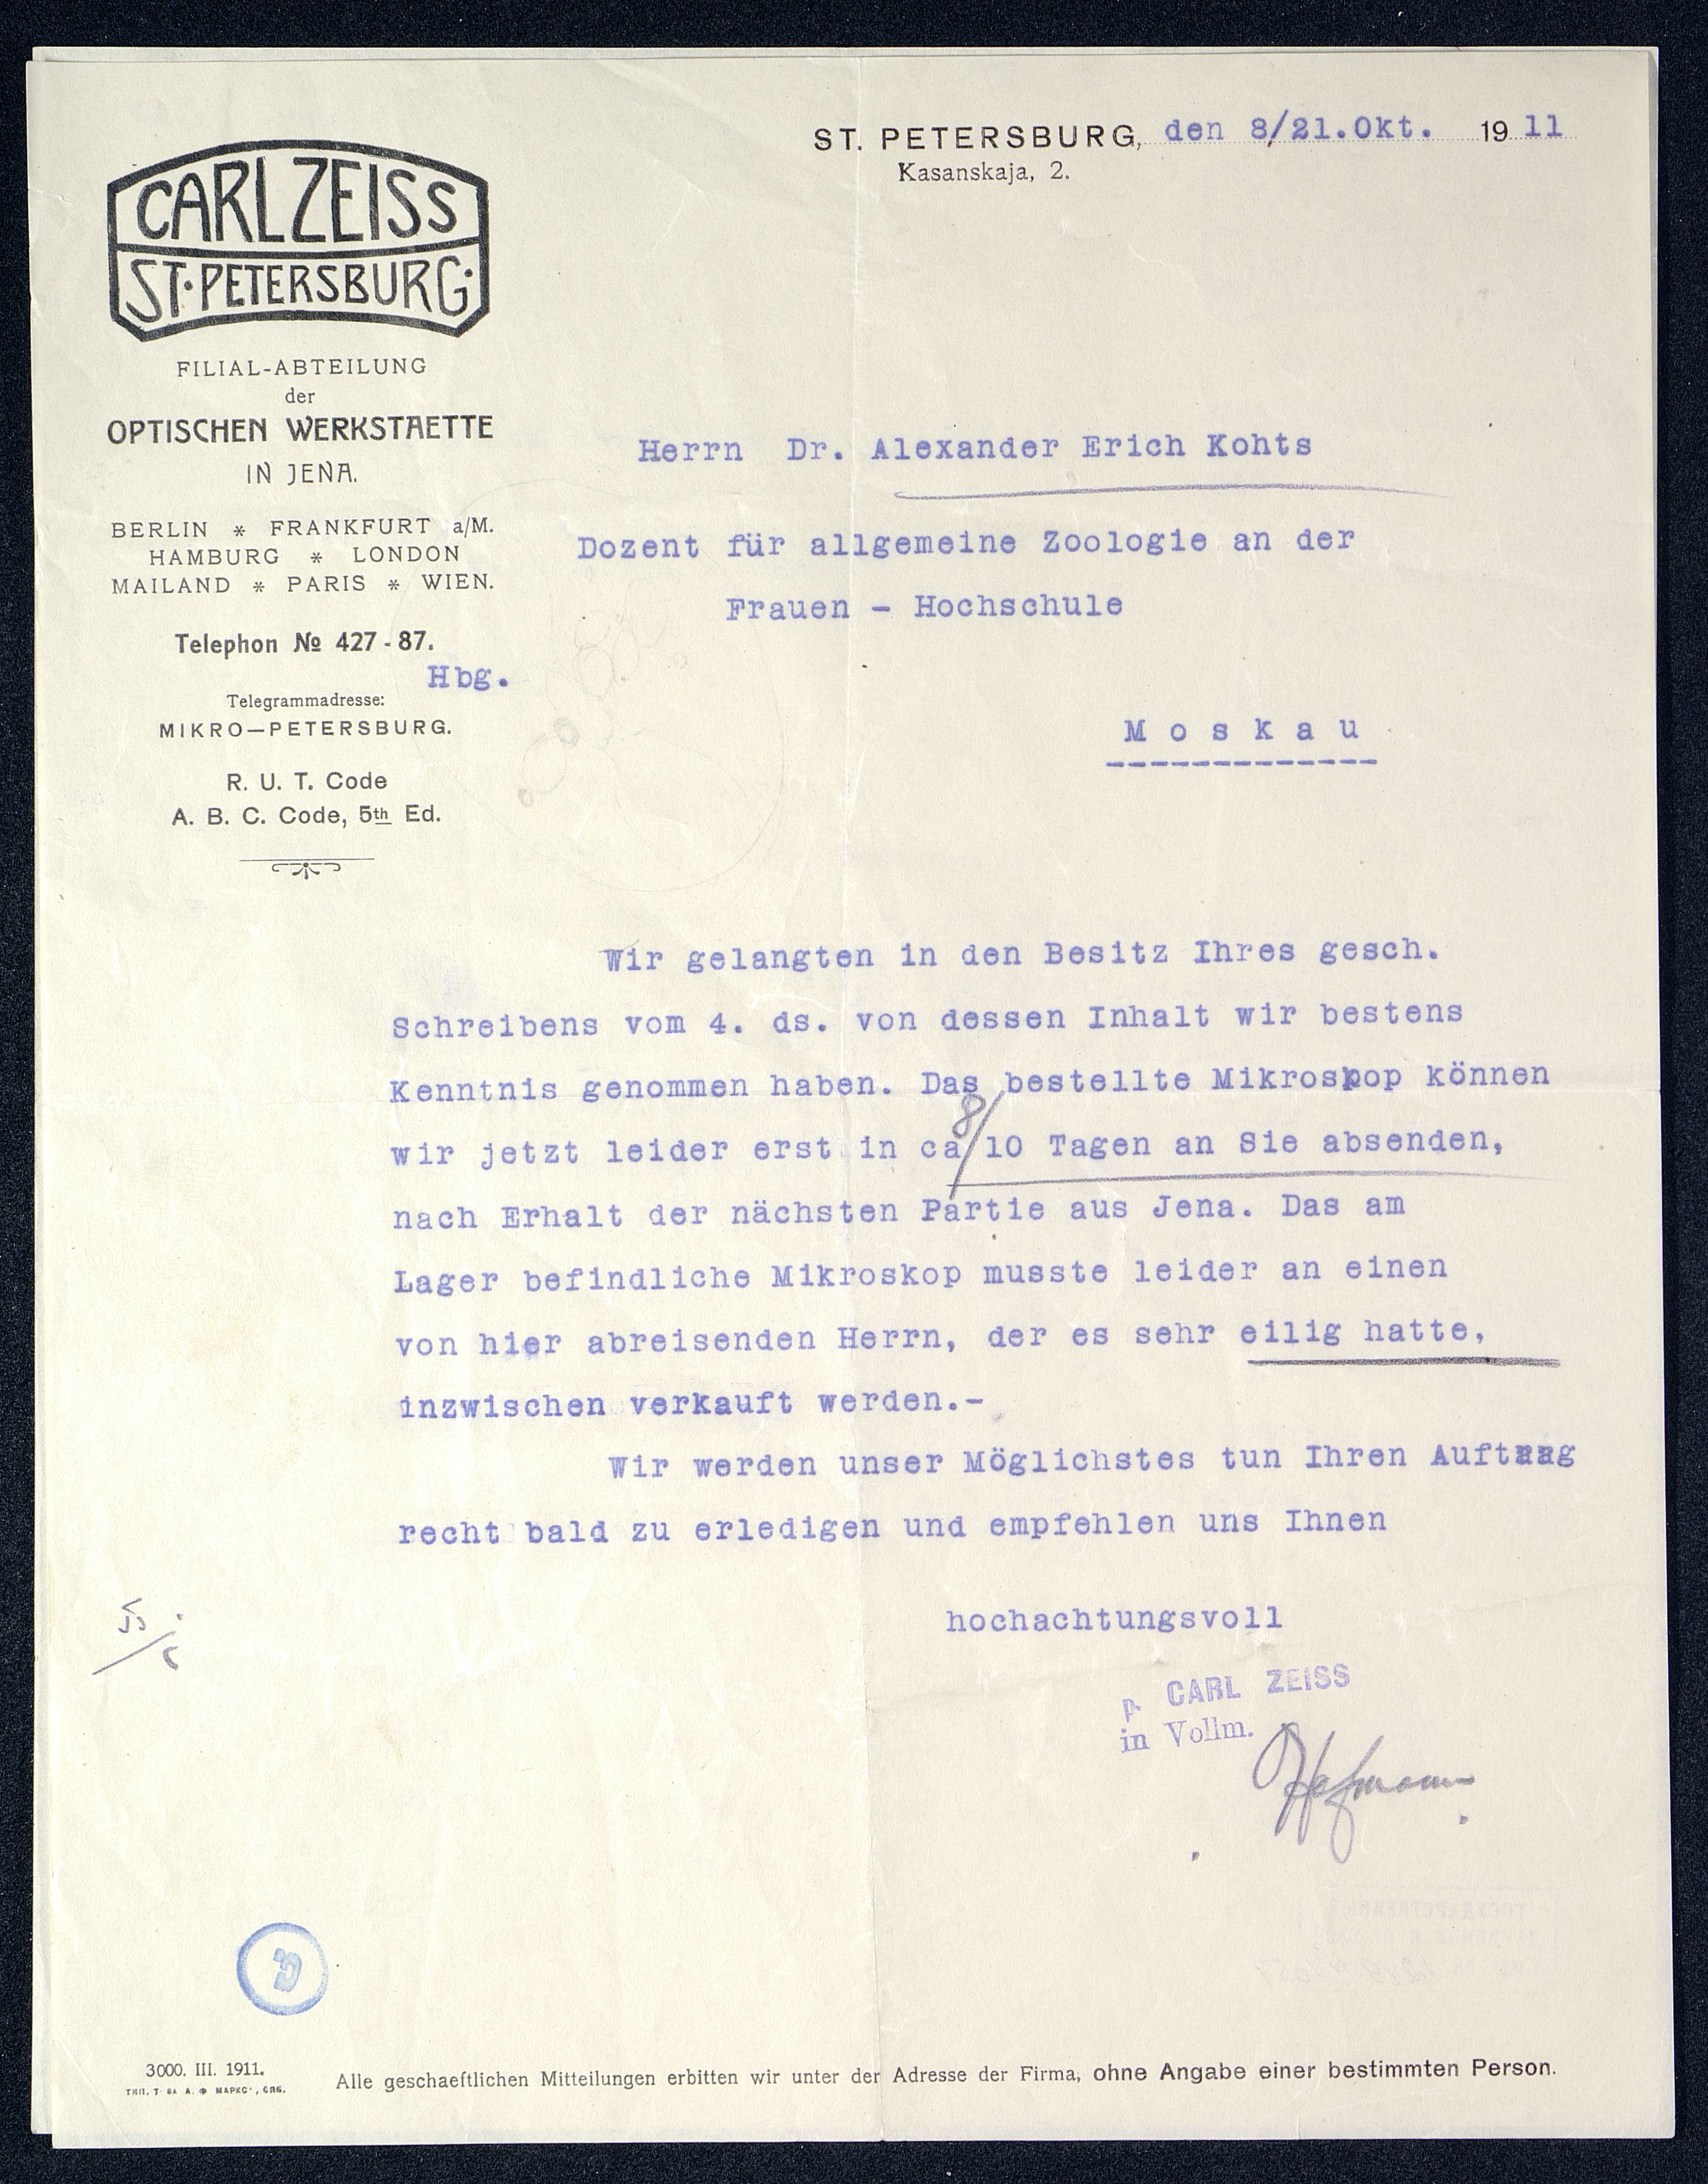 ST. PETERSBURG, den 8/21.Okt. 1911
Kasanskaja, 2.
CARL ZEISS
ST. PETERSBURG.
FILIAL-ABTEILUNG
der
OPTISCHEN WERKSTAETTE
IN JENA.
BERLIN * FRANKFURT a/M.
HAMBURG * LONDON
MAILAND * PARIS * WIEN.
Telephon № 427-87.
Hbg.
Telegrammadresse:
MIKRO—PETERSBURG.
R. U. T. Code
A. B. C. Code, 5th Ed.
Herrn Dr. Alexander Erich Kohts
Dozent für allgemeine Zoologie an der
Frauen - Hochschule
Moskau
Wir gelangten in den Besitz Ihres gesch.
Schreibens vom 4. ds. von dessen Inhalt wir bestens
Kenntnis genommen haben. Das bestellte Mikroskop können
wir jetzt leider erst in ca 8/10 Tagen an Sie absenden,
nach Erhalt der nächsten Partie aus Jena. Das am
Lager befindliche Mikroskop musste leider an einen
von hier abreisenden Herrn, der es sehr eilig hatte,
inzwischen verkauft werden.-
Wir werden unser Möglichstes tun Ihren Auftrag
recht bald zu erledigen und empfehlen uns Ihnen
hochachtungsvoll
p. CARL ZEISS
in Vollm.
Hofmann
3000. III. 1911.
Alle geschaeftlichen Mitteilungen erbitten wir unter der Adresse der Firma, ohne Angabe einer bestimmten Person.